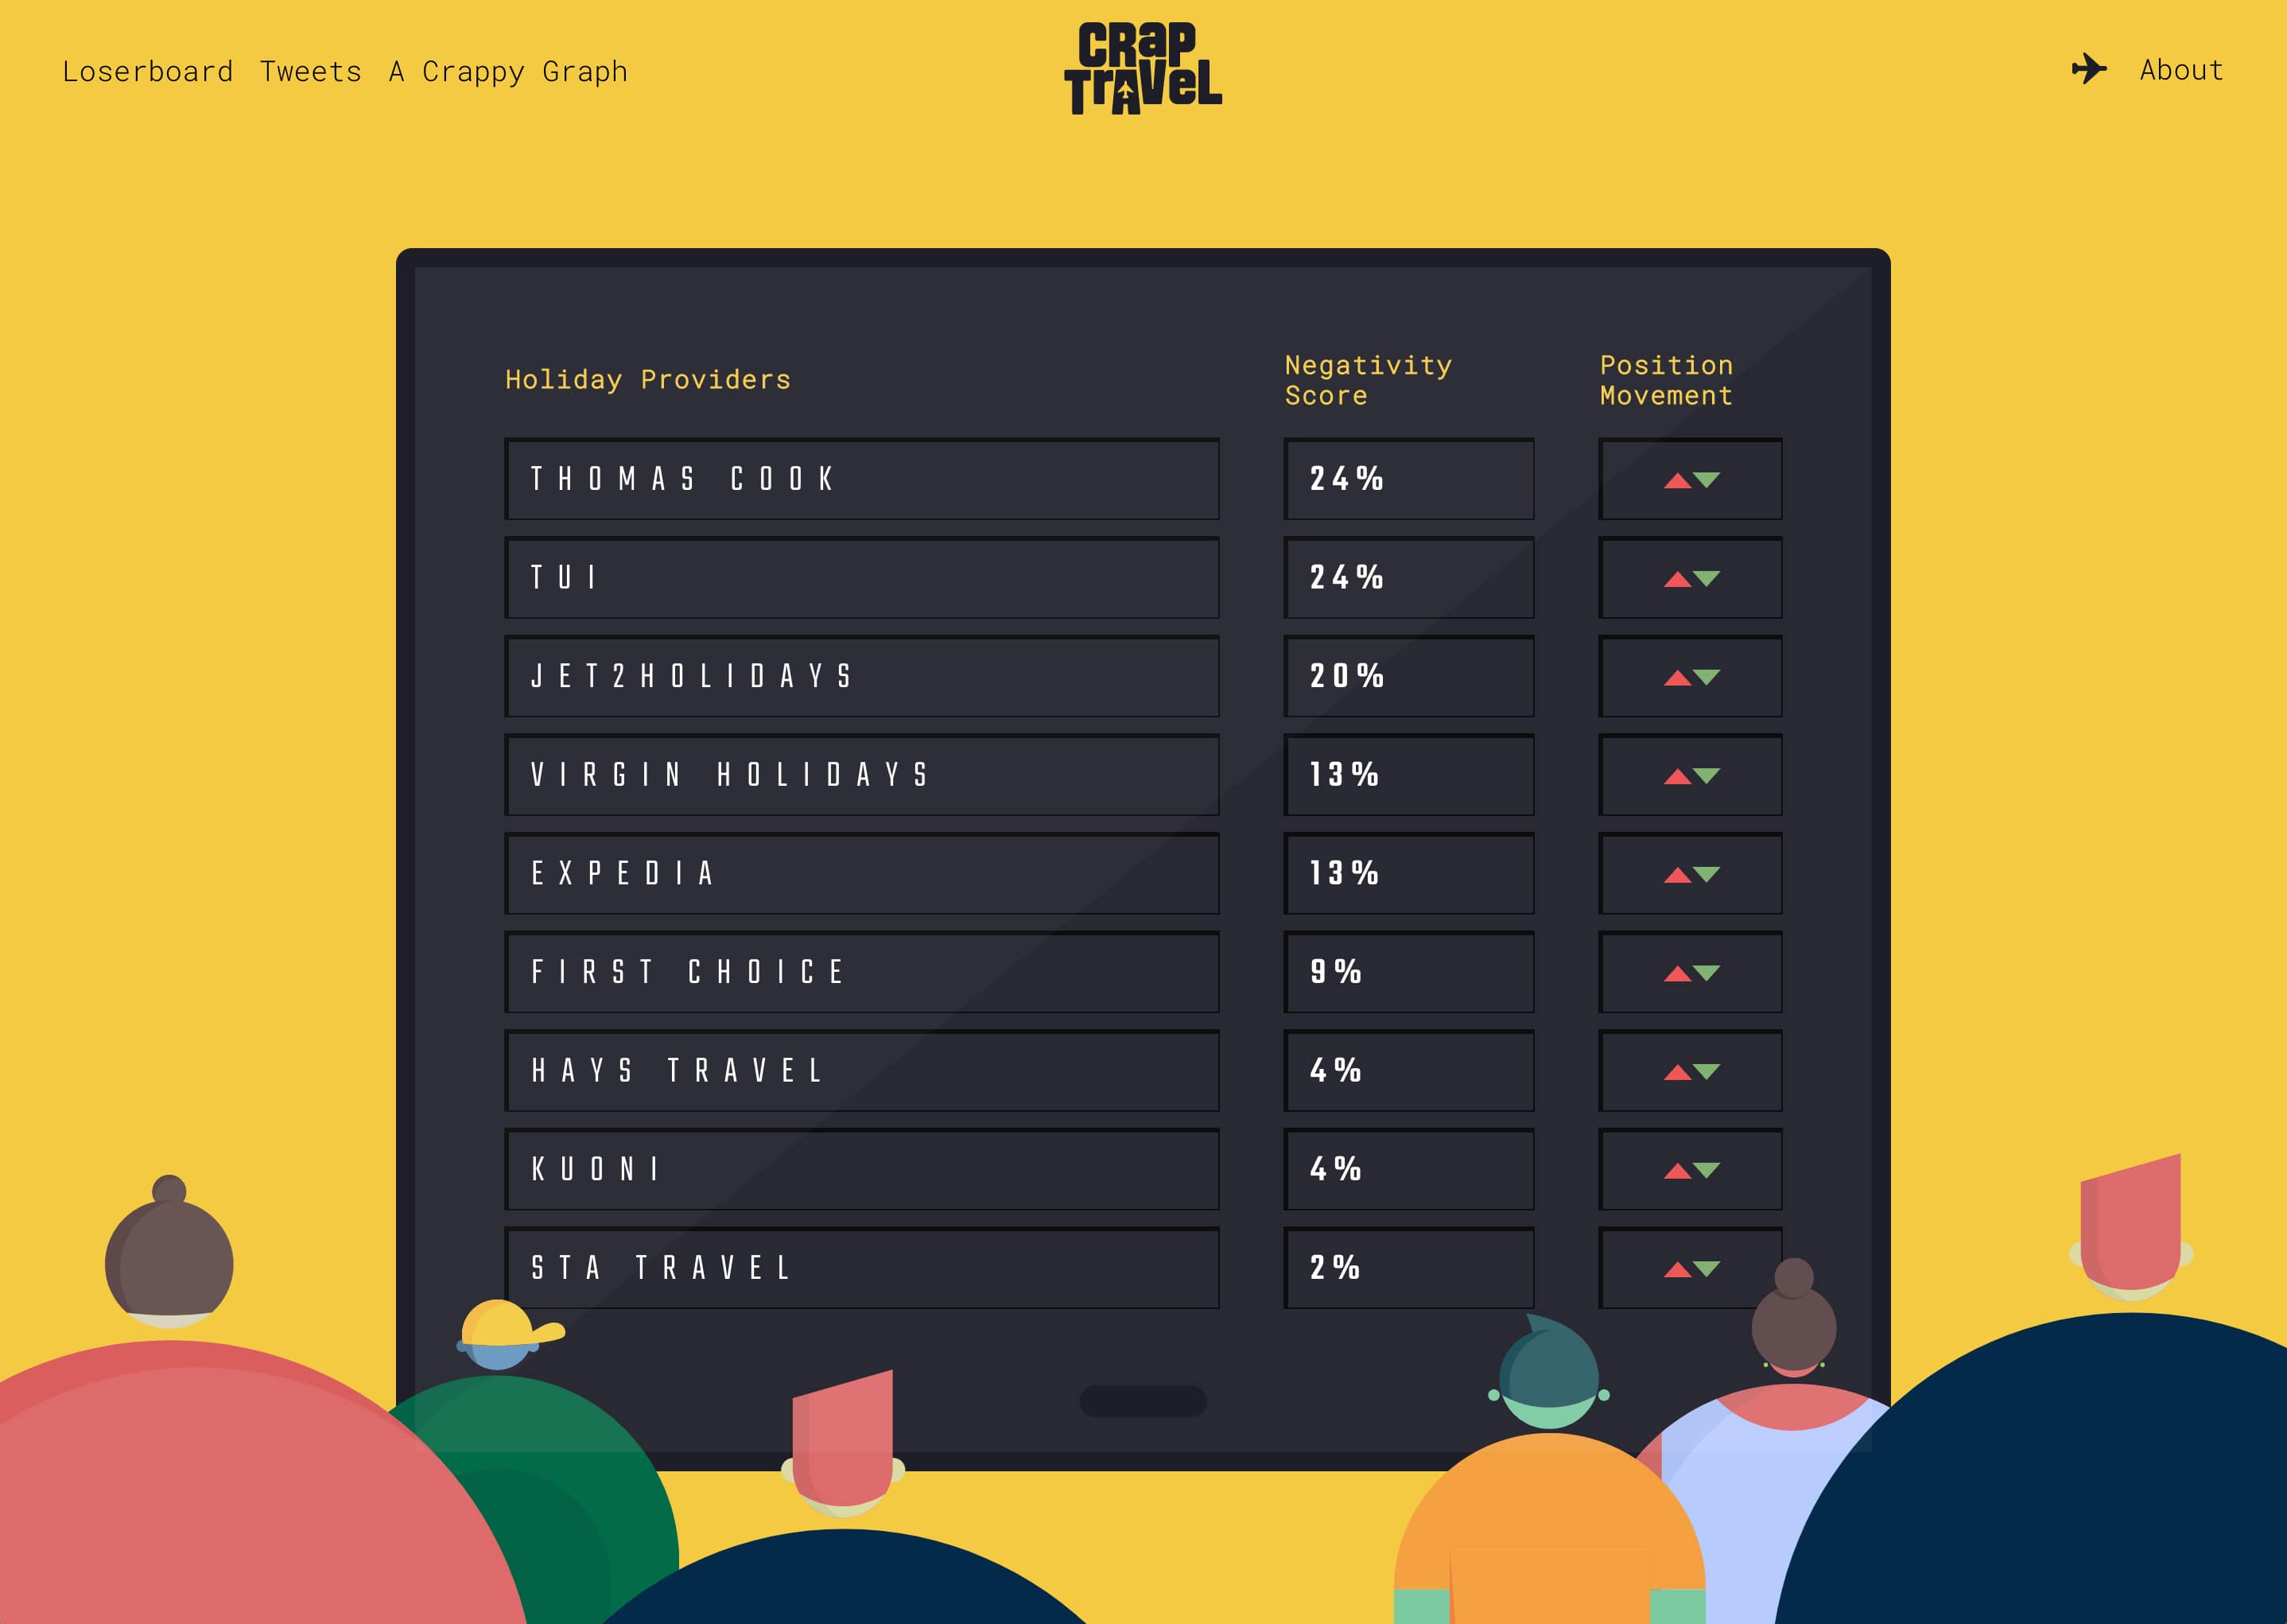 Loserboard Tweets A Crappy Graph
CRaP
TrAVeL
About
Holiday Providers
Negativity
Score
Position
Movement
THOMAS COOK 24%
TUI 24%
JET2HOLIDAYS 20%
VIRGIN HOLIDAYS 13%
EXPEDIA 13%
FIRST CHOICE 9%
HAYS TRAVEL 4%
KUONI 4%
STA TRAVEL 2%